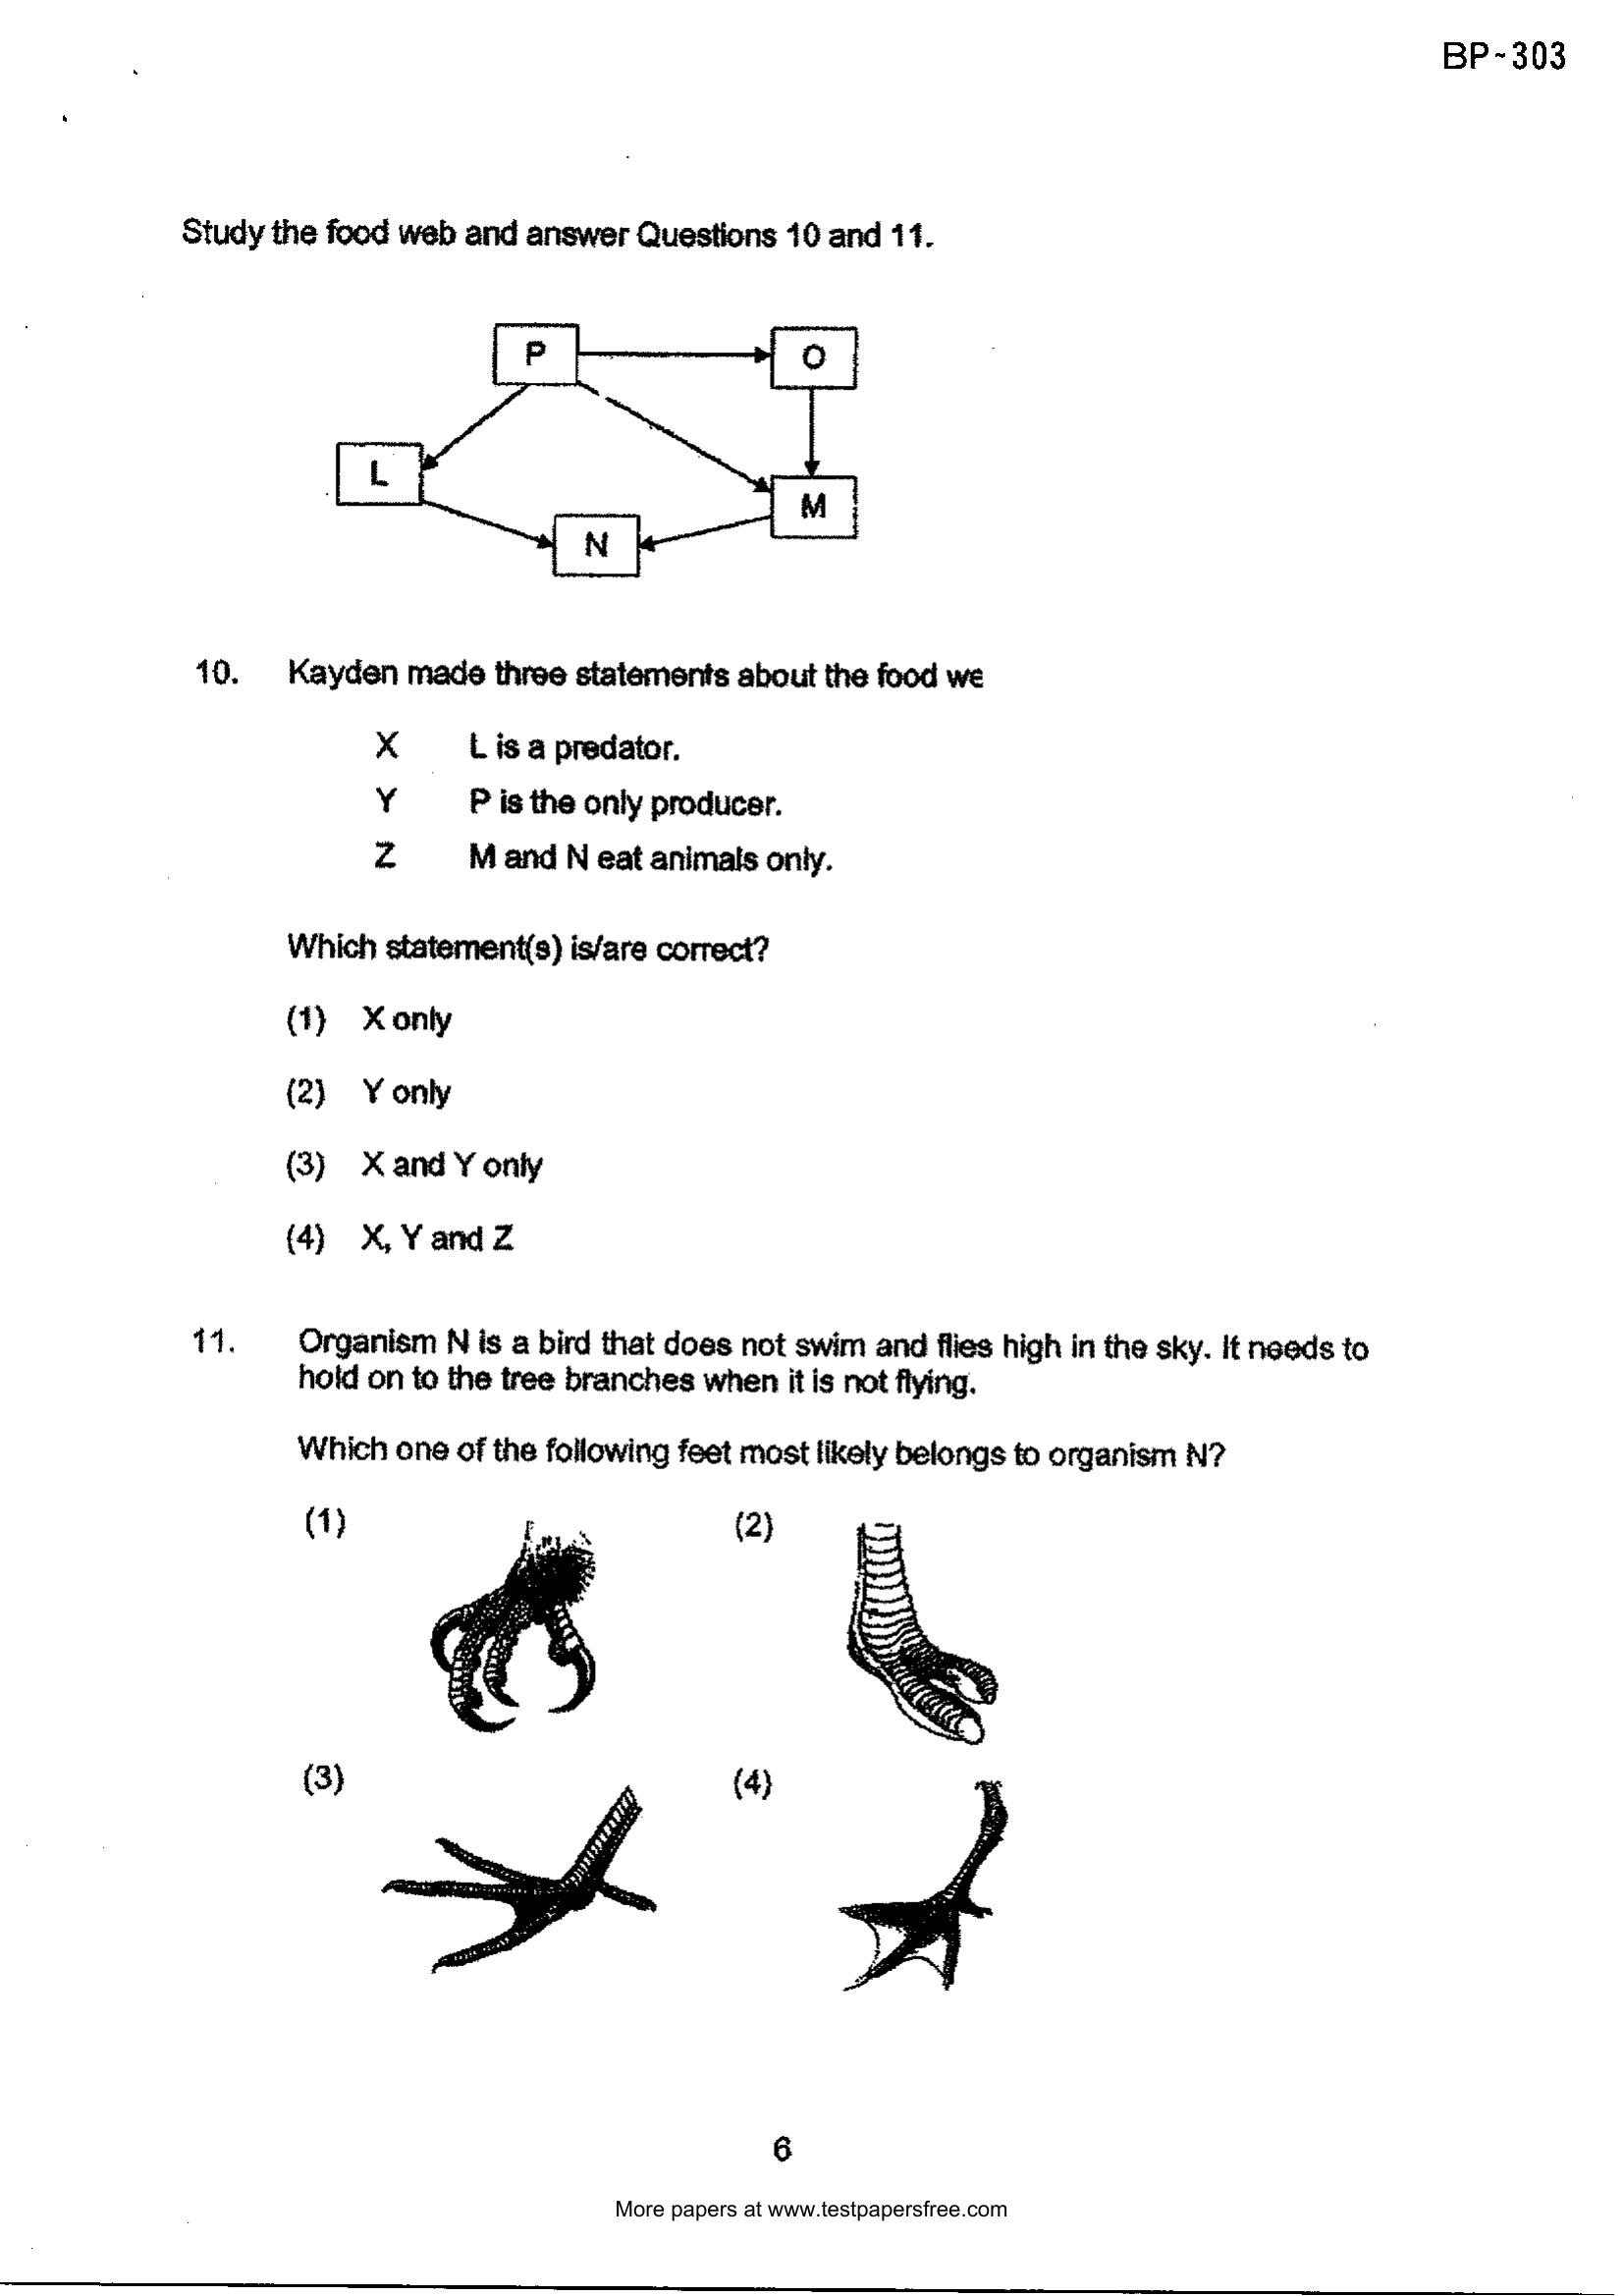 BP-303
Study the food web and answer Questions 10 and 11.
P
O
L
M
N
10. Kayden made three statements about the food we
X L is a predator.
Y P is the only producer.
Z M and N eat animals only.
Which statement(s) is/are correct?
(1) X only
(2) Y only
(3) X and Y only
(4) X, Y and Z
11. Organism N is a bird that does not swim and flies high in the sky. It needs to
hold on to the tree branches when it is not flying.
Which one of the following feet most likely belongs to organism N?
(1) (2)
(3) (4)
6
More papers at www.testpapersfree.com